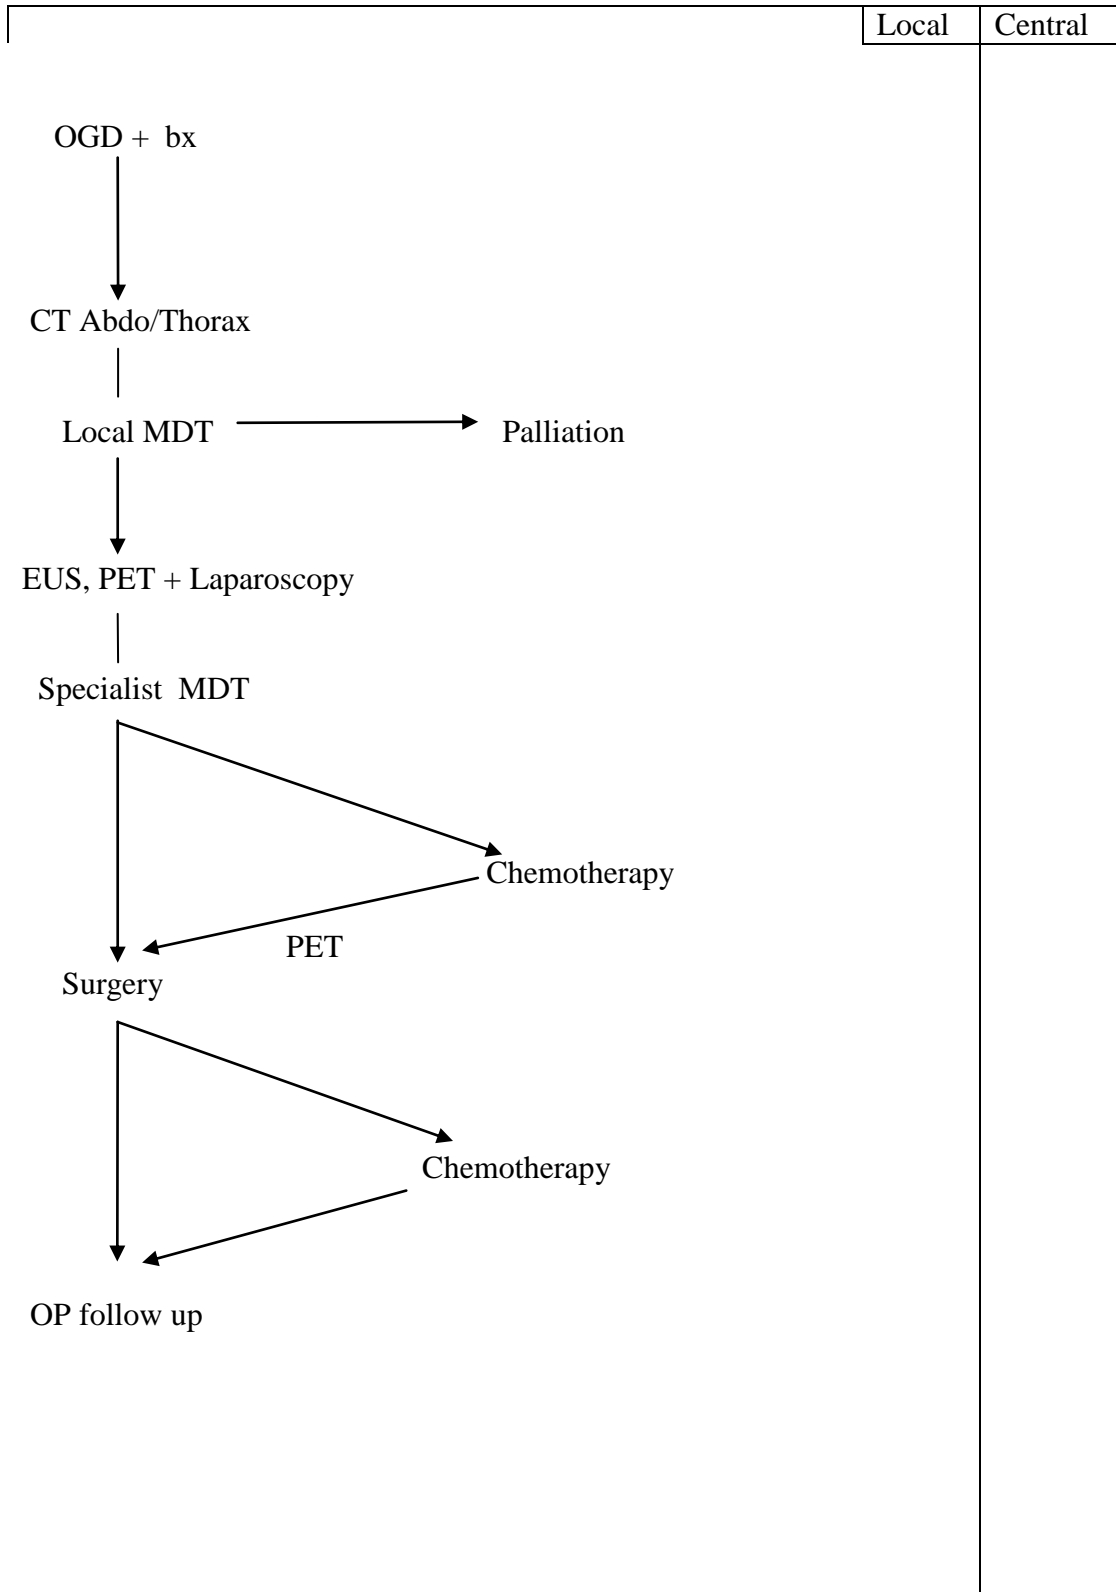 Local Central
OGD + bx
CT Abdo/Thorax
Local MDT Palliation
EUS, PET + Laparoscopy
Specialist MDT
Chemotherapy
PET
Surgery
Chemotherapy
OP follow up